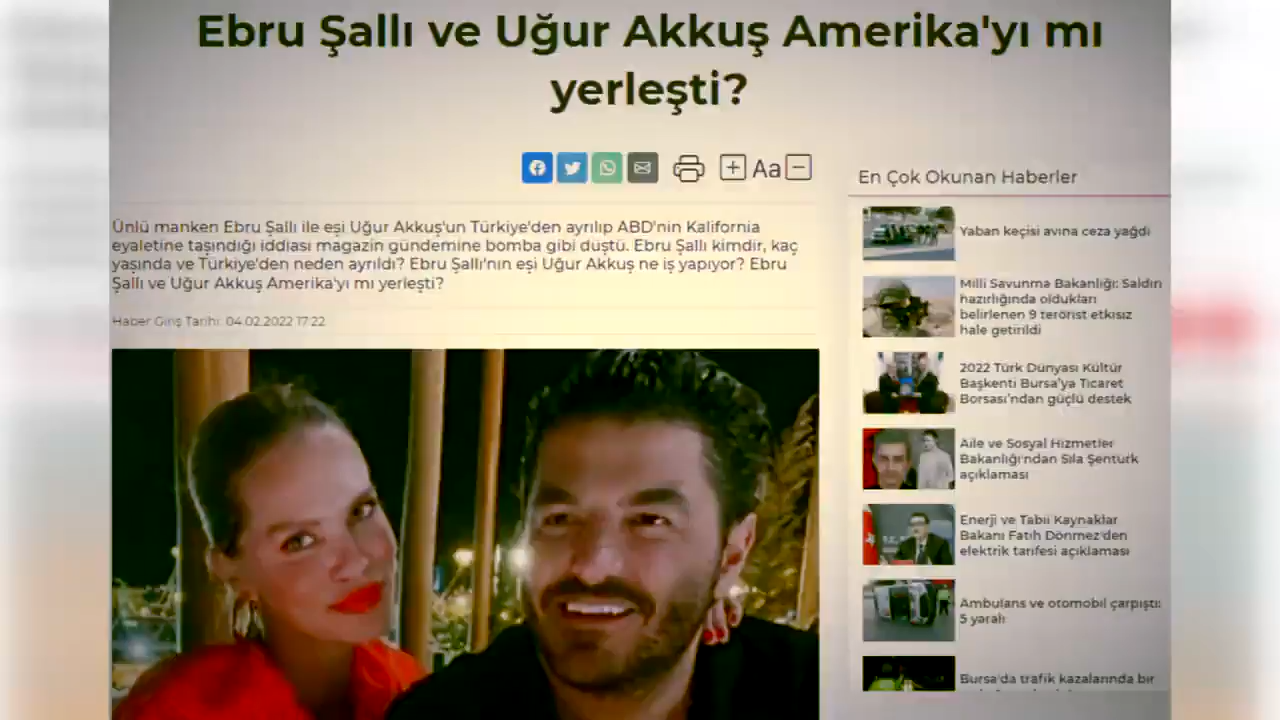 Ebru Şallı ve Uğur Akkuş Amerika'yı mı
yerleşti?
Aa
Ünlü manken Ebru Şallı ile eşi Uğur Akkuş'un Türkiye'den ayrılıp ABD'nin Kalifornia
eyaletine taşındığı iddiası magazin gündemine bomba gibi düştü. Ebru Şallı kimdir, kaç
yaşında ve Türkiye'den neden ayrıldı? Ebru Şallı'nın eşi Uğur Akkuş ne iş yapıyor? Ebru
Şallı ve Uğur Akkuş Amerika'yı mı yerleşti?
Haber Giriş Tarihi: 04.02.2022 17:22
En Çok Okunan Haberler
Yaban keçisi avına ceza yağdı
Milli Savunma Bakanlığı: Saldırı
hazırlığında oldukları
belirlenen 9 terörist etkisiz
hale getirildi
2022 Türk Dünyası Kültür
Başkenti Bursa'ya Ticaret
Borsası'ndan güçlü destek
Aile ve Sosyal Hizmetler
Bakanlığı'ndan Sıla Şentürk
açıklaması
Enerji ve Tabii Kaynaklar
Bakanı Fatih Dönmez'den
elektrik tarifesi açıklaması
Ambulans ve otomobil çarpıştı:
5 yaralı
Bursa'da trafik kazalarında bir